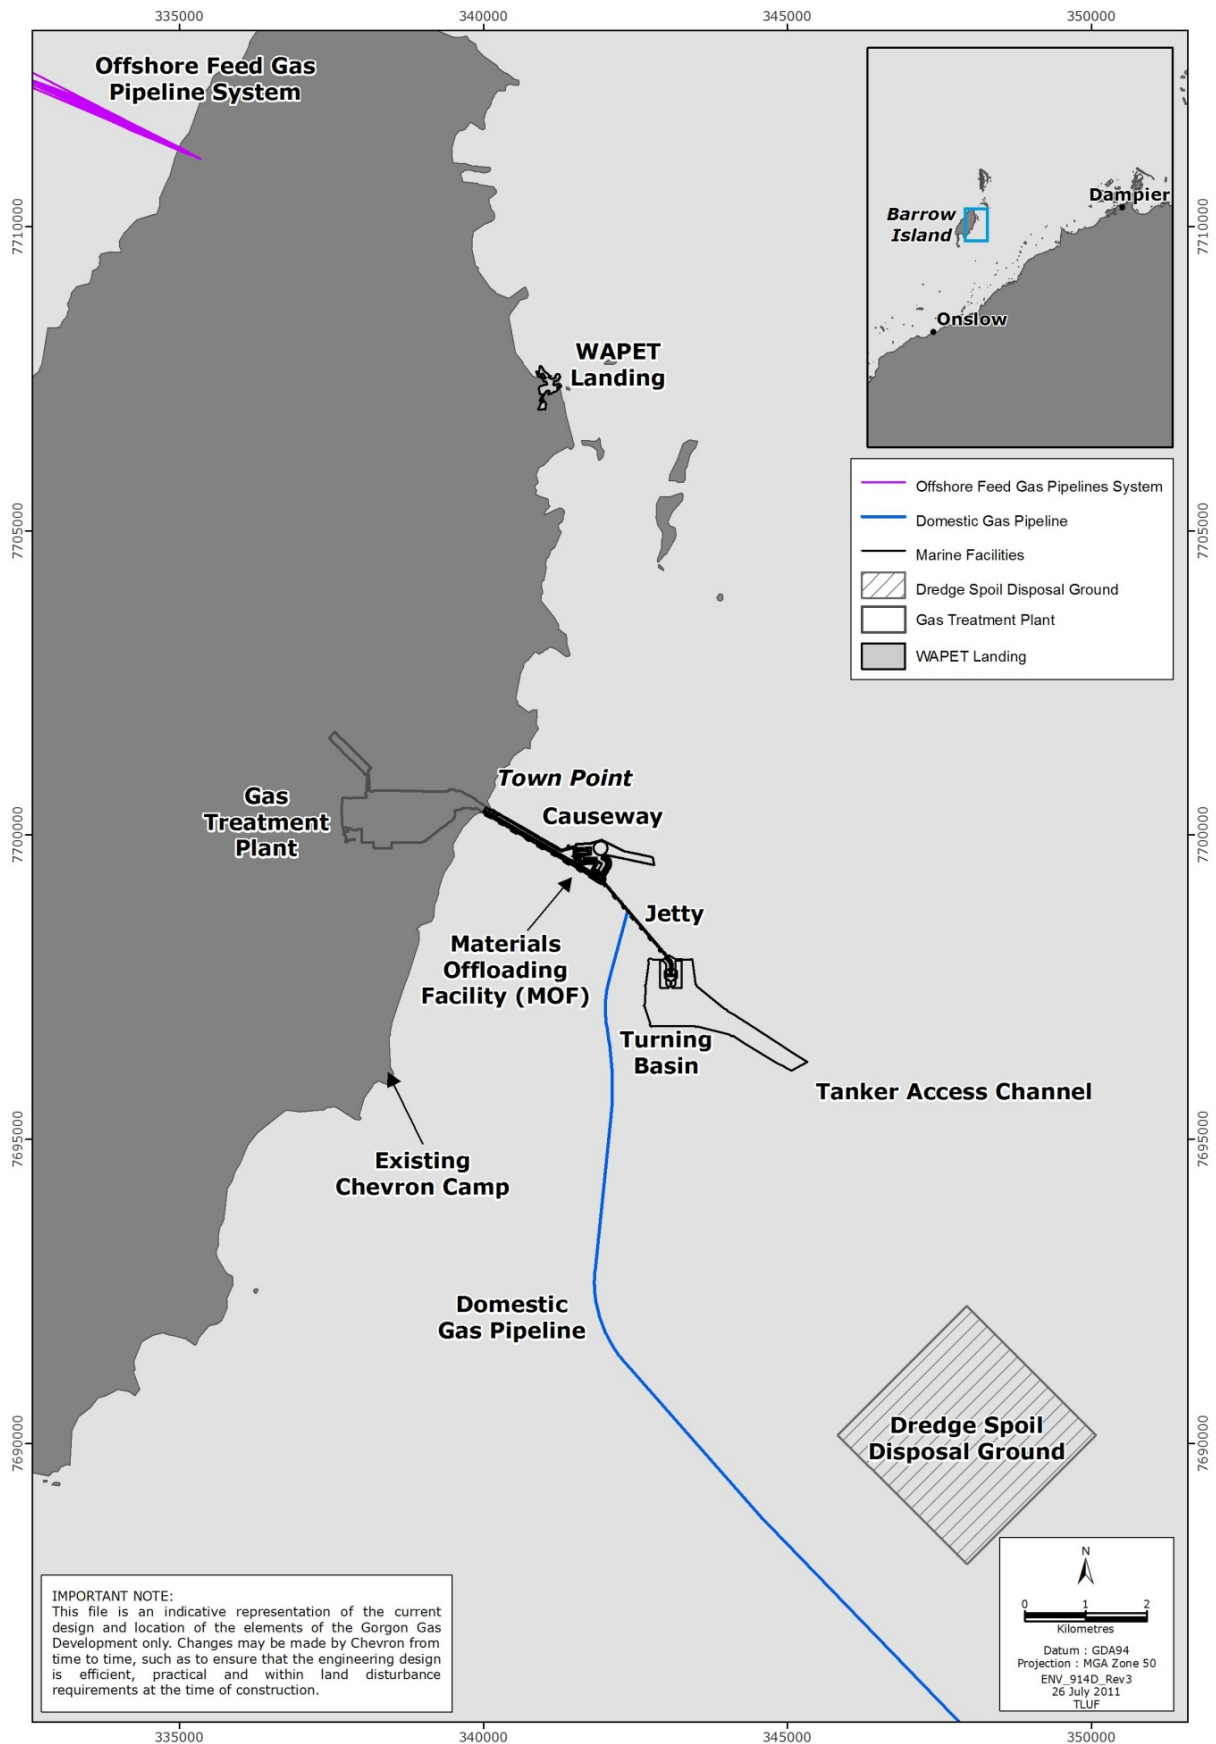 335000
340000
345000
350000
Offshore Feed Gas
Pipeline System
7710000
7710000
Dampier
Barrow
Island
Onslow
WAPET
Landing
Offshore Feed Gas Pipelines System
Domestic Gas Pipeline
Marine Facilities
Dredge Spoil Disposal Ground
Gas Treatment Plant
WAPET Landing
7705000
7705000
Town Point
Gas
Treatment
Plant
Causeway
7700000
7700000
Jetty
Materials
Offloading
Facility (MOF)
Turning
Basin
Tanker Access Channel
7695000
7695000
Existing
Chevron Camp
Domestic
Gas Pipeline
Dredge Spoil
Disposal Ground
7690000
7690000
IMPORTANT NOTE:
This file is an indicative representation of the current
design and location of the elements of the Gorgon Gas
Development only. Changes may be made by Chevron from
time to time, such as to ensure that the engineering design
is efficient, practical and within land disturbance
requirements at the time of construction.
N
0 1 2
Kilometres
Datum : GDA94
Projection : MGA Zone 50
ENV_914D_Rev3
26 July 2011
TLUF
335000
340000
345000
350000